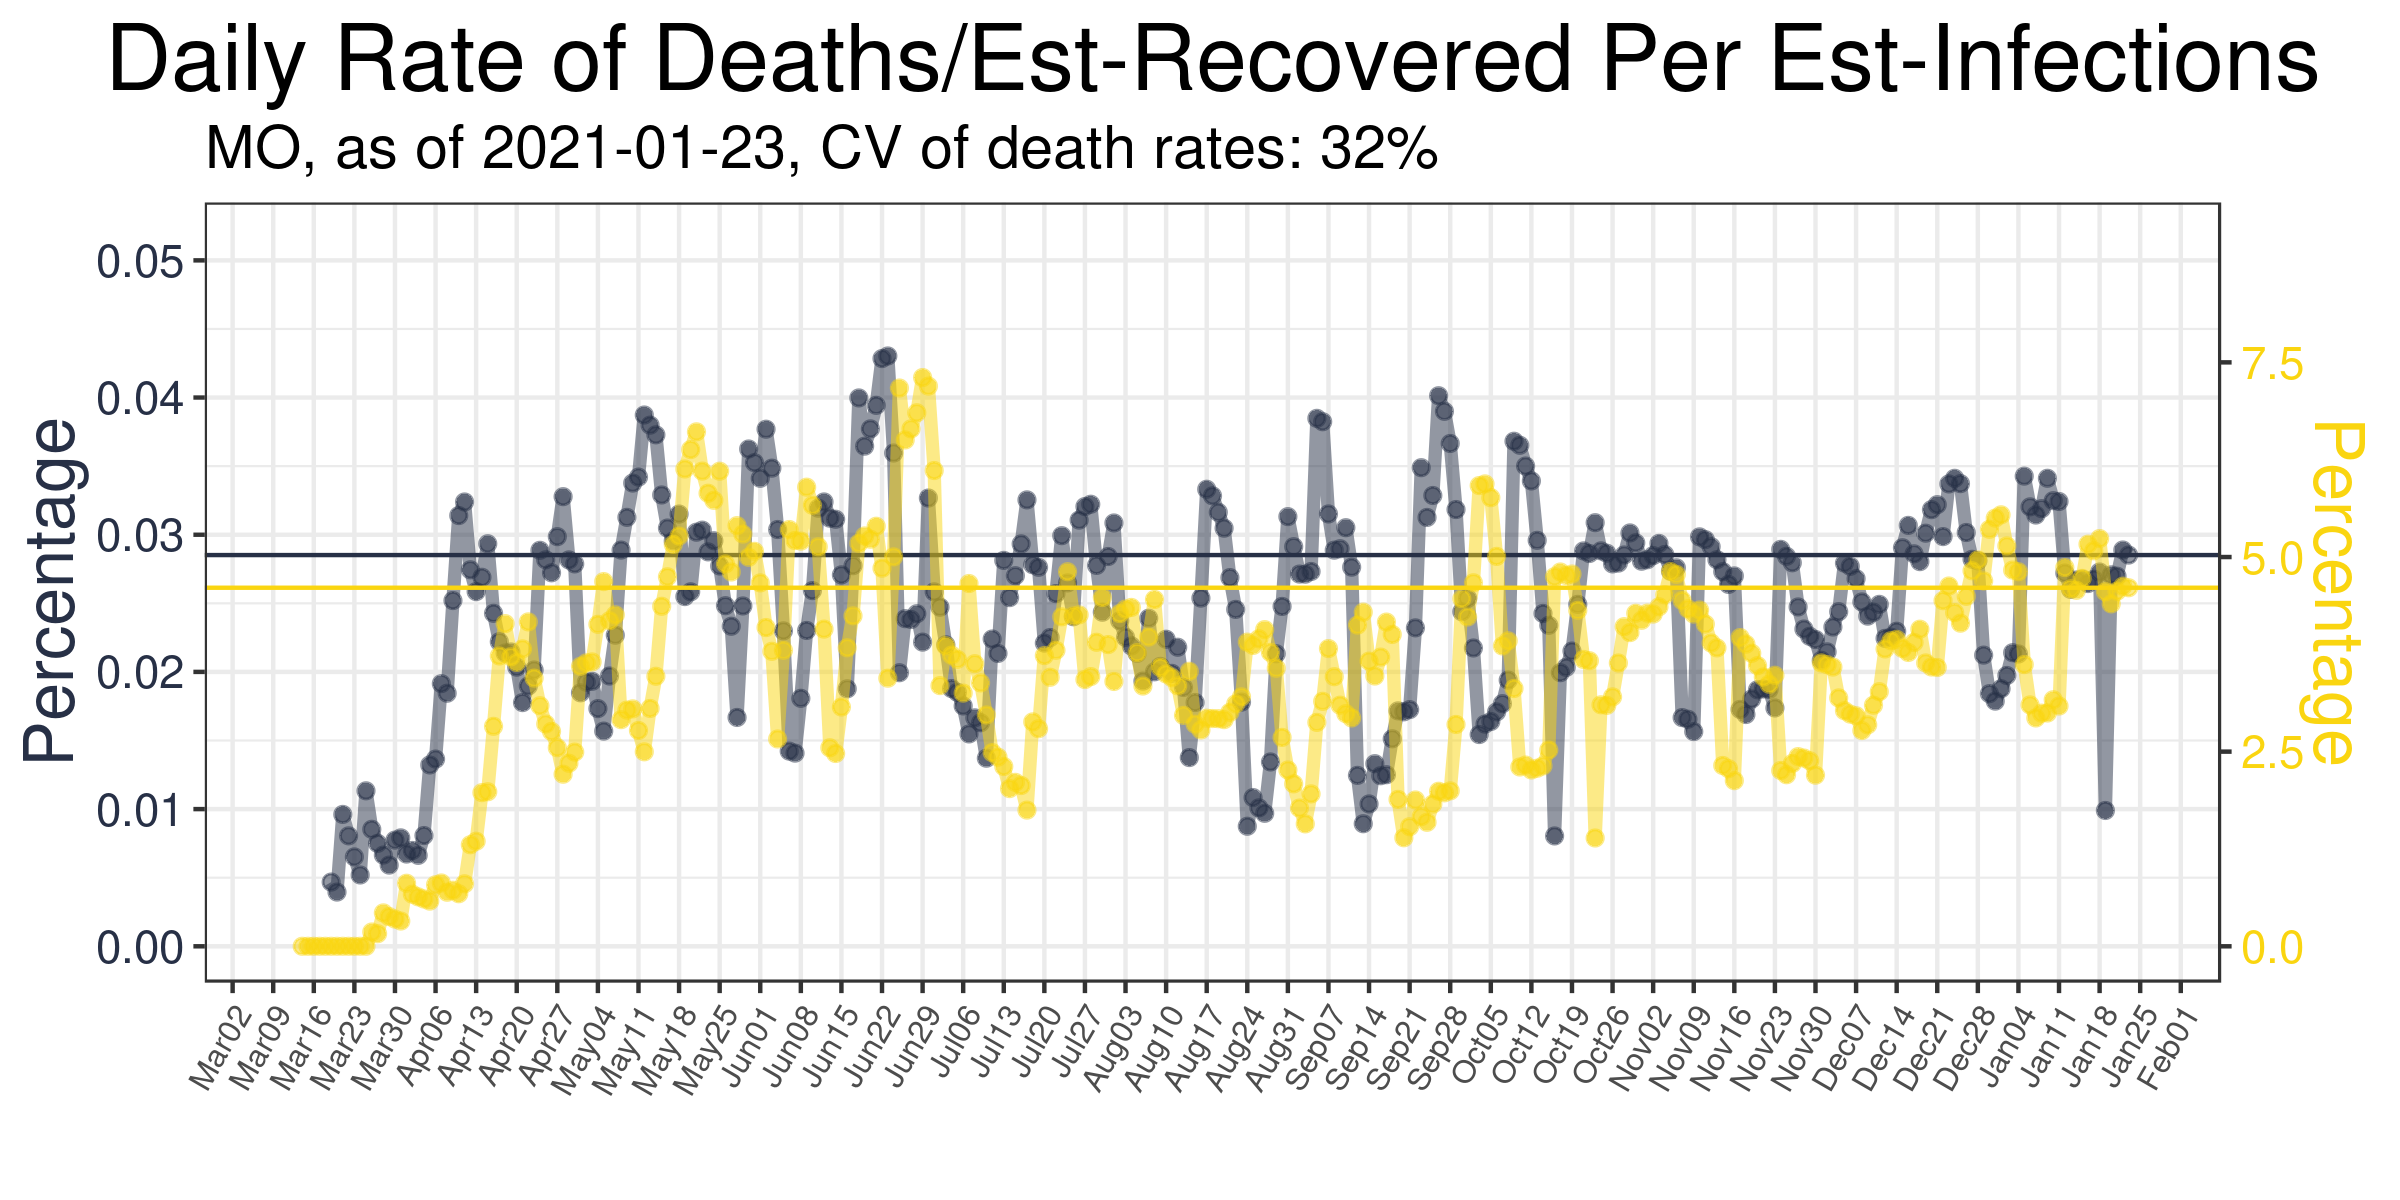 Daily Rate of Deaths/Est-Recovered Per Est-Infections
MO, as of 2021-01-23, CV of death rates: 32%
Percentage
0.05
0.04
0.03
0.02
0.01
0.00
7.5
5.0
2.5
0.0
Percentage
Mar02
Mar09
Mar16
Mar23
Mar30
Apr06
Apr13
Apr20
Apr27
May04
May11
May18
May25
Jun01
Jun08
Jun15
Jun22
Jun29
Jul06
Jul13
Jul20
Jul27
Aug03
Aug10
Aug17
Aug24
Aug31
Sep07
Sep14
Sep21
Sep28
Oct05
Oct12
Oct19
Oct26
Nov02
Nov09
Nov16
Nov23
Nov30
Dec07
Dec14
Dec21
Dec28
Jan04
Jan11
Jan18
Jan25
Feb01